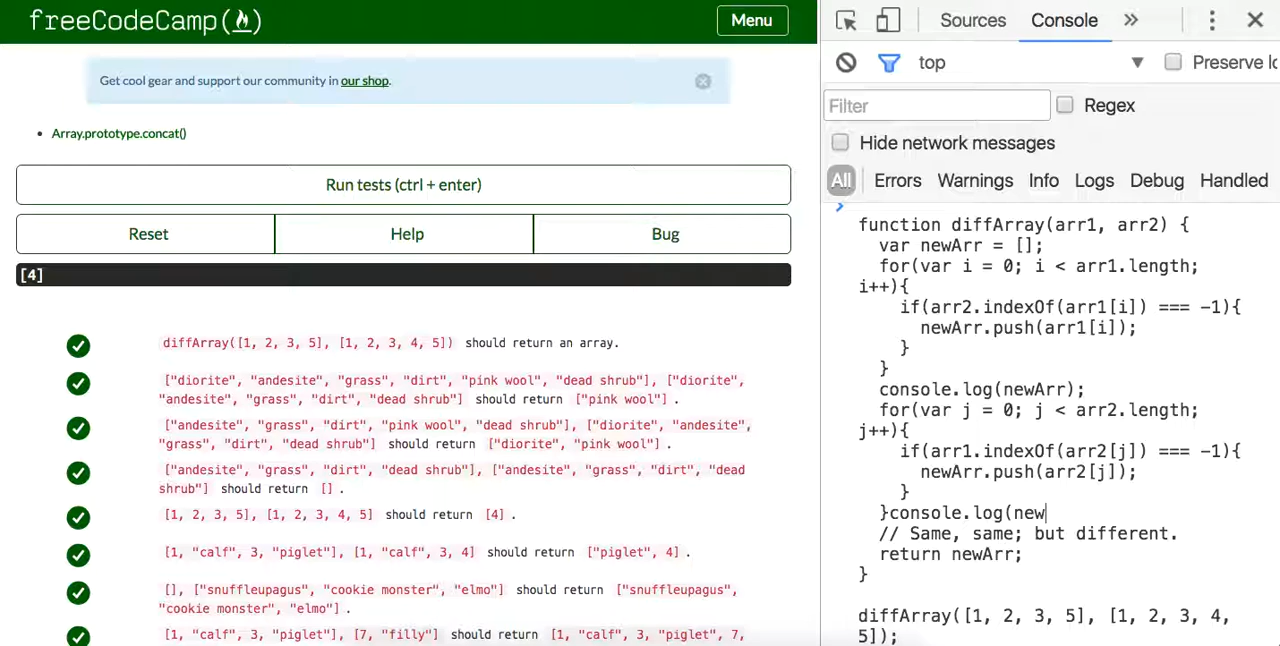 freeCodeCamp
Menu
Get cool gear and support our community in our shop.
Array.prototype.concat()
Run tests (ctrl + enter)
Reset
Help
Bug
[4]
diffArray([1, 2, 3, 5], [1, 2, 3, 4, 5]) should return an array.
["diorite", "andesite", "grass", "dirt", "pink wool", "dead shrub"], ["diorite",
"andesite", "grass", "dirt", "dead shrub"] should return ["pink wool"] .
["andesite", "grass", "dirt", "pink wool", "dead shrub"], ["diorite", "andesite",
"grass", "dirt", "dead shrub"] should return ["diorite", "pink wool"] .
["andesite", "grass", "dirt", "dead shrub"], ["andesite", "grass", "dirt", "dead
shrub"] should return [] .
[1, 2, 3, 5], [1, 2, 3, 4, 5] should return [4] .
[1, "calf", 3, "piglet"], [1, "calf", 3, 4] should return ["piglet", 4] .
[], ["snuffleupagus", "cookie monster", "elmo"] should return ["snuffleupagus",
"cookie monster", "elmo"] .
[1, "calf", 3, "piglet"], [7, "filly"] should return [1, "calf", 3, "piglet", 7,
Sources
Console
top
Preserve lo
Filter
Regex
Hide network messages
All
Errors
Warnings
Info
Logs
Debug
Handled
function diffArray(arr1, arr2) {
var newArr = [];
for(var i = 0; i < arr1.length;
i++){
if(arr2.indexOf(arr1[i]) === -1){
newArr.push(arr1[i]);
}
}
console.log(newArr);
for(var j = 0; j < arr2.length;
j++){
if(arr1.indexOf(arr2[j]) === -1){
newArr.push(arr2[j]);
}
}console.log(new
// Same, same; but different.
return newArr;
}
diffArray([1, 2, 3, 5], [1, 2, 3, 4,
5]);